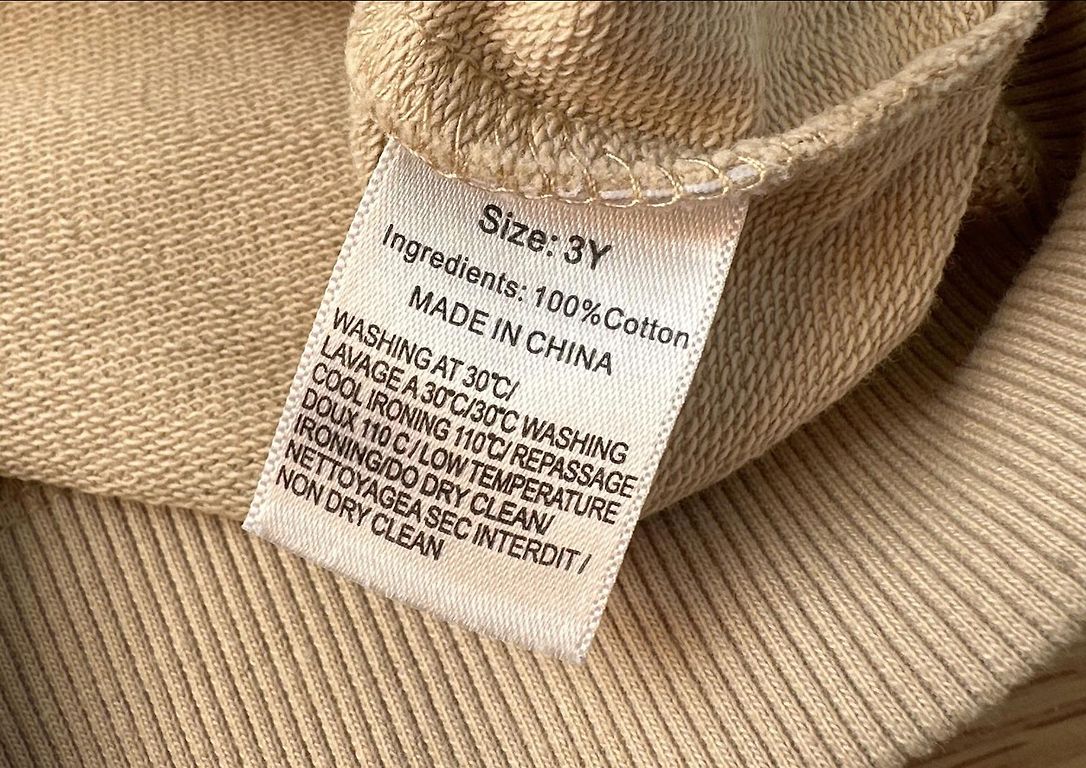 Size: 3Y
Ingredients: 100%Cotton
MADE IN CHINA
WASHING AT 30℃/
LAVAGE A 30℃/30℃ WASHING
COOL IRONING 110℃/ REPASSAGE
DOUX 110 C / LOW TEMPERATURE
IRONING/DO DRY CLEAN/
NETTOYAGEA SEC INTERDIT /
NON DRY CLEAN